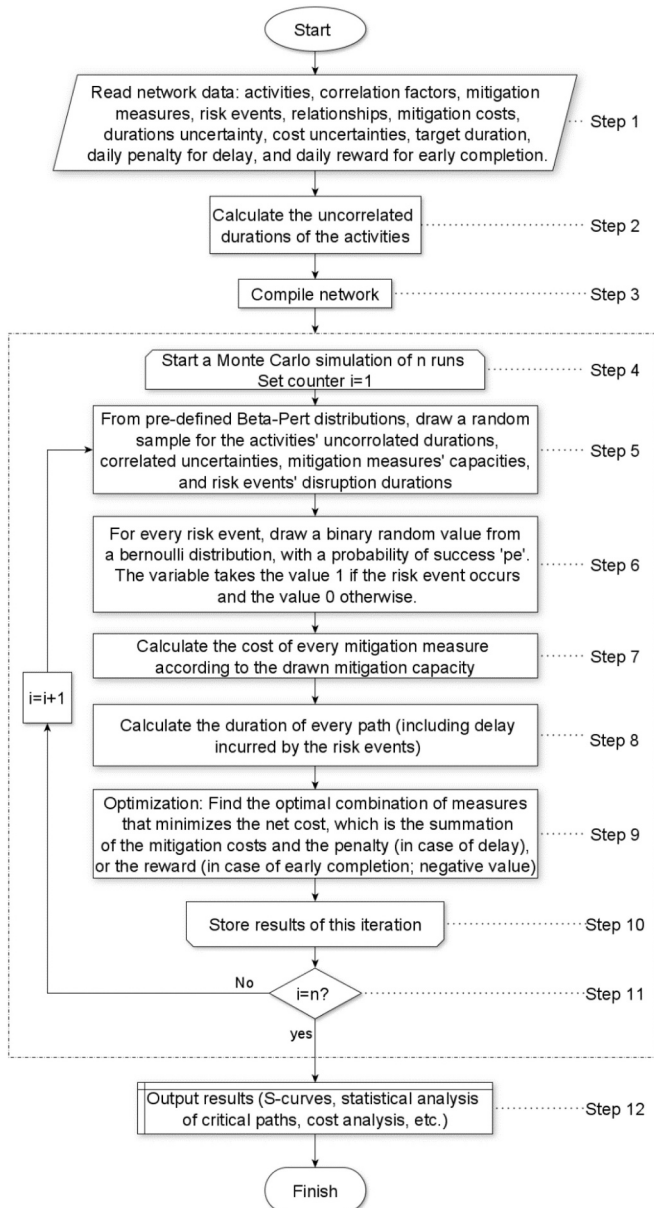 Start
Read network data: activities, correlation factors, mitigation
measures, risk events, relationships, mitigation costs,
durations uncertainty, cost uncertainties, target duration,
daily penalty for delay, and daily reward for early completion.
Step 1
Calculate the uncorrelated
durations of the activities
Step 2
Compile network
Step 3
Start a Monte Carlo simulation of n runs
Set counter i=1
Step 4
From pre-defined Beta-Pert distributions, draw a random
sample for the activities' uncorrolated durations,
correlated uncertainties, mitigation measures' capacities,
and risk events' disruption durations
Step 5
For every risk event, draw a binary random value from
a bernoulli distribution, with a probability of success 'pe'.
The variable takes the value 1 if the risk event occurs
and the value 0 otherwise.
Step 6
Calculate the cost of every mitigation measure
according to the drawn mitigation capacity
Step 7
i=i+1
Calculate the duration of every path (including delay
incurred by the risk events)
Step 8
Optimization: Find the optimal combination of measures
that minimizes the net cost, which is the summation
of the mitigation costs and the penalty (in case of delay),
or the reward (in case of early completion; negative value)
Step 9
Store results of this iteration
Step 10
No
i=n?
Step 11
yes
Output results (S-curves, statistical analysis
of critical paths, cost analysis, etc.)
Step 12
Finish